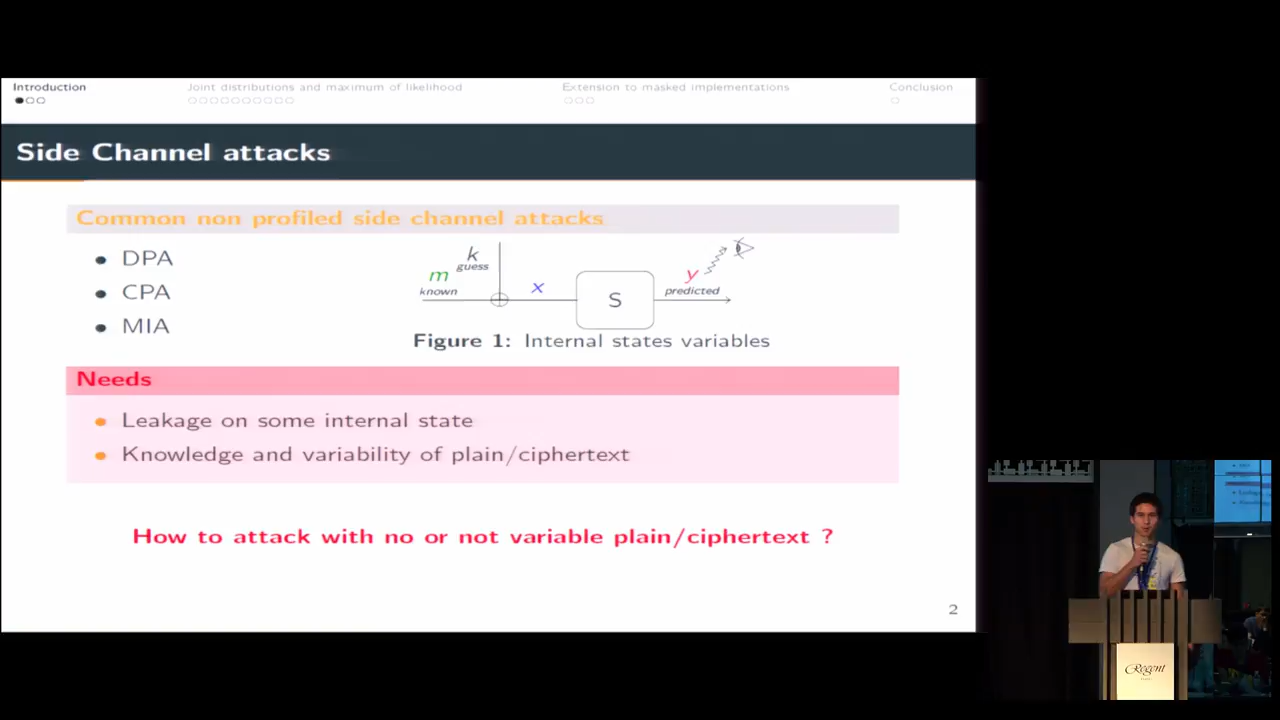 Introduction
Joint distributions and maximum of likelihood
Extension to masked implementations
Conclusion
Side Channel attacks
Common non profiled side channel attacks
DPA
CPA
MIA
k
guess
m
known
x
S
y
predicted
Figure 1: Internal states variables
Needs
Leakage on some internal state
Knowledge and variability of plain/ciphertext
How to attack with no or not variable plain/ciphertext ?
2
Regent